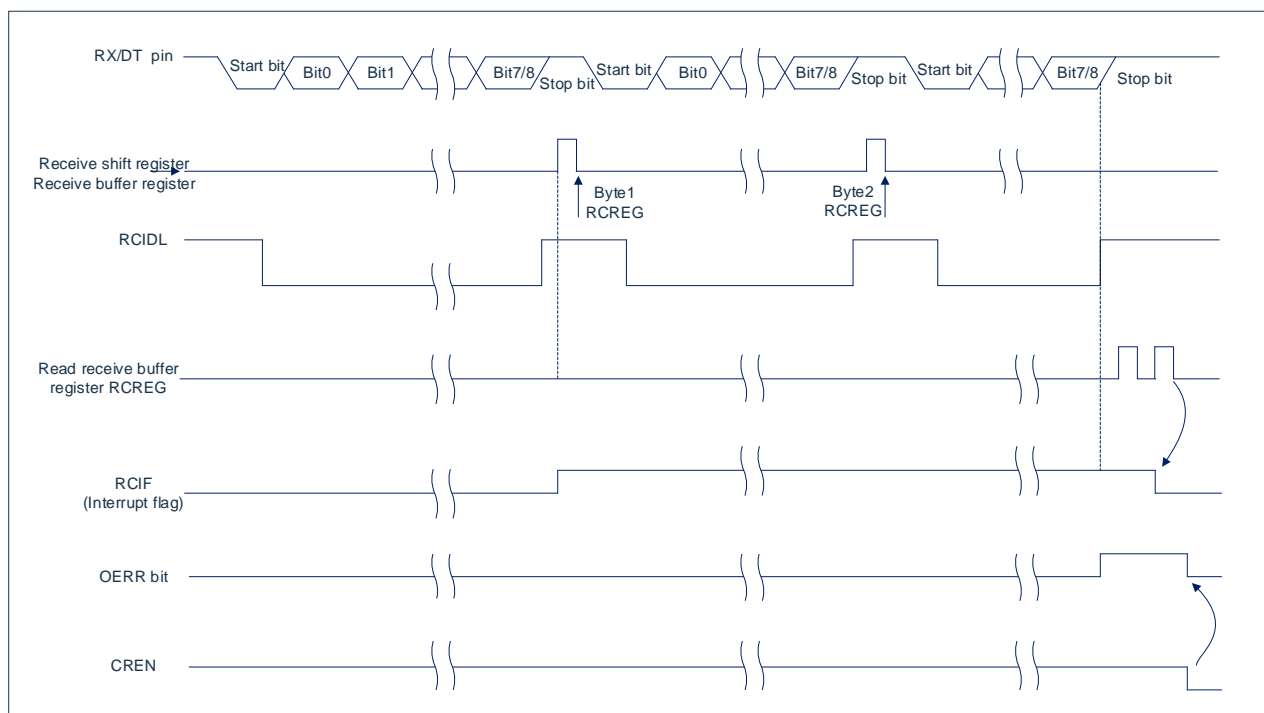 RX/DT pin
Start bit Bit0 Bit1 Bit7/8 Stop bit Start bit Bit0 Bit7/8 Stop bit Start bit Bit7/8 Stop bit
Receive shift register
Receive buffer register
Byte1
RCREG
Byte2
RCREG
RCIDL
Read receive buffer
register RCREG
RCIF
(Interrupt flag)
OERR bit
CREN